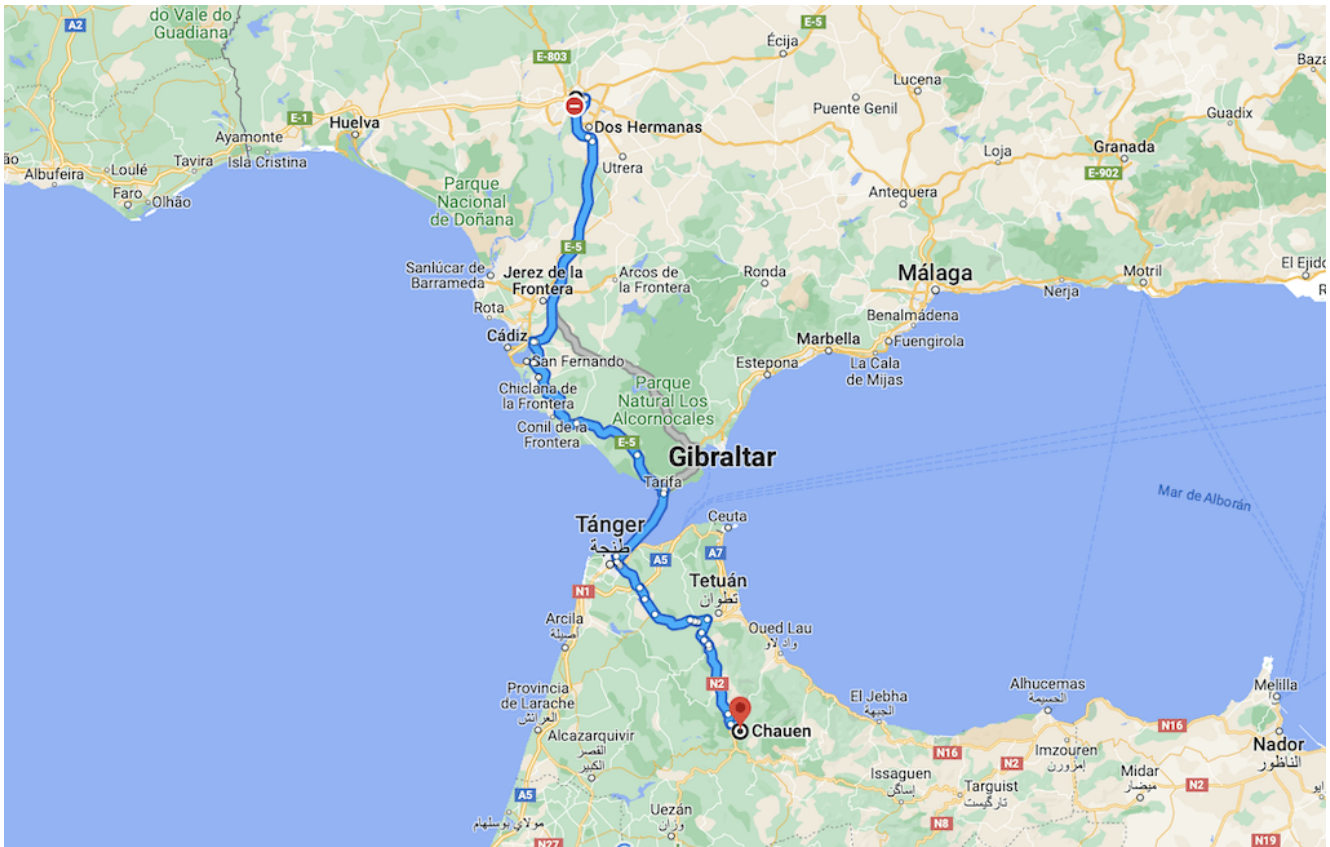 do Vale do
Guadiana
A2
E-803
E-5
Écija
Lucena
Baza
Puente Genil
Guadix
E-1
Huelva
Dos Hermanas
Ayamonte
Isla Cristina
Utrera
Loja
Granada
E-902
Tavira
Loulé
Albufeira
Faro
Olhão
Parque
Nacional
de Doñana
Antequera
E-5
Sanlúcar de
Barrameda
Jerez de la
Frontera
Arcos de
la Frontera
Ronda
Málaga
Motril
El Ejido
Nerja
Rota
Benalmádena
Cádiz
San Fernando
Marbella
Fuengirola
Estepona
La Cala
de Mijas
Chiclana de
la Frontera
Parque
Natural Los
Alcornocales
Conil de la
Frontera
E-5
Gibraltar
Tarifa
Mar de Alborán
Tánger
طنجة
Ceuta
A5
A7
N1
Tetuán
تطوان
Arcila
أصيلة
Oued Lau
واد لاو
N2
Provincia
de Larache
العرائش
El Jebha
الجبهة
Alhucemas
الحسيمة
Melilla
Chauen
Alcazarquivir
القصر
الكبير
N16
N16
Imzouren
إمزورن
Nador
الناظور
N2
Issaguen
إساگن
Targuist
تارگيست
Midar
ميضار
N2
A5
مولاي بوسلهام
Uezán
وزان
N8
N27
N19